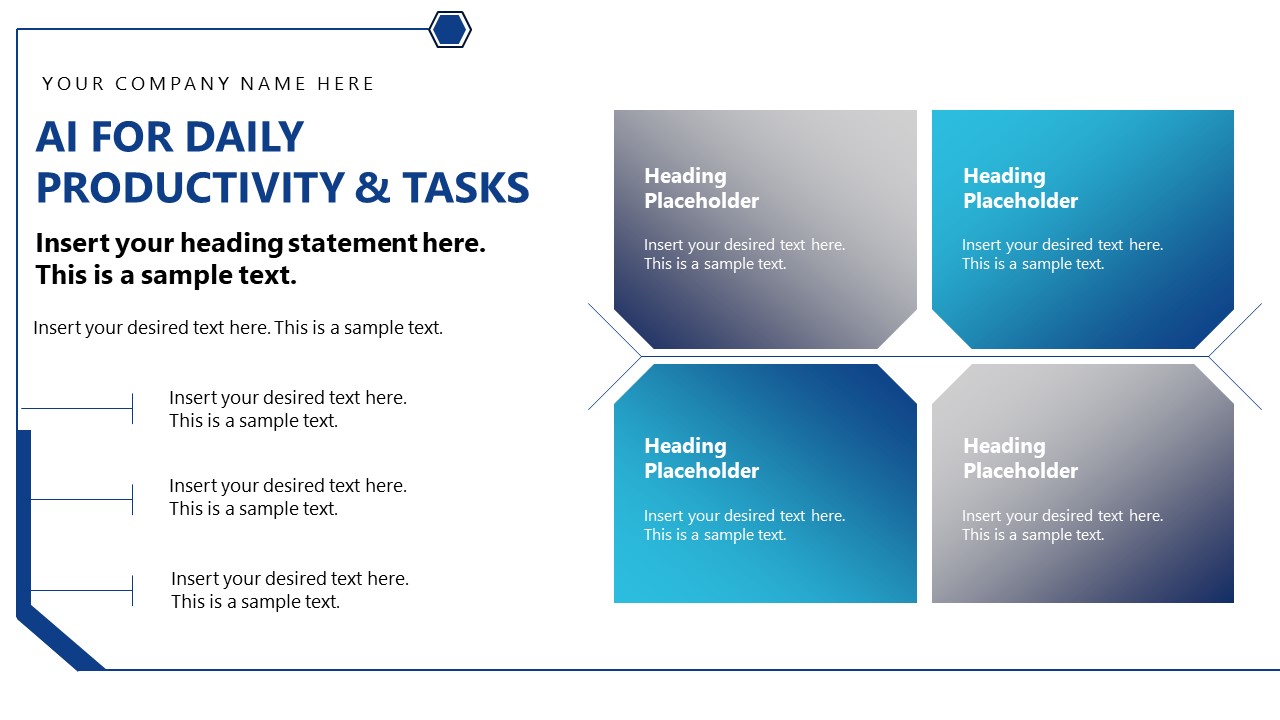 YOUR COMPANY NAME HERE
AI FOR DAILY
PRODUCTIVITY & TASKS
Insert your heading statement here.
This is a sample text.
Insert your desired text here. This is a sample text.
Insert your desired text here.
This is a sample text.
Insert your desired text here.
This is a sample text.
Insert your desired text here.
This is a sample text.
Heading
Placeholder
Insert your desired text here.
This is a sample text.
Heading
Placeholder
Insert your desired text here.
This is a sample text.
Heading
Placeholder
Insert your desired text here.
This is a sample text.
Heading
Placeholder
Insert your desired text here.
This is a sample text.